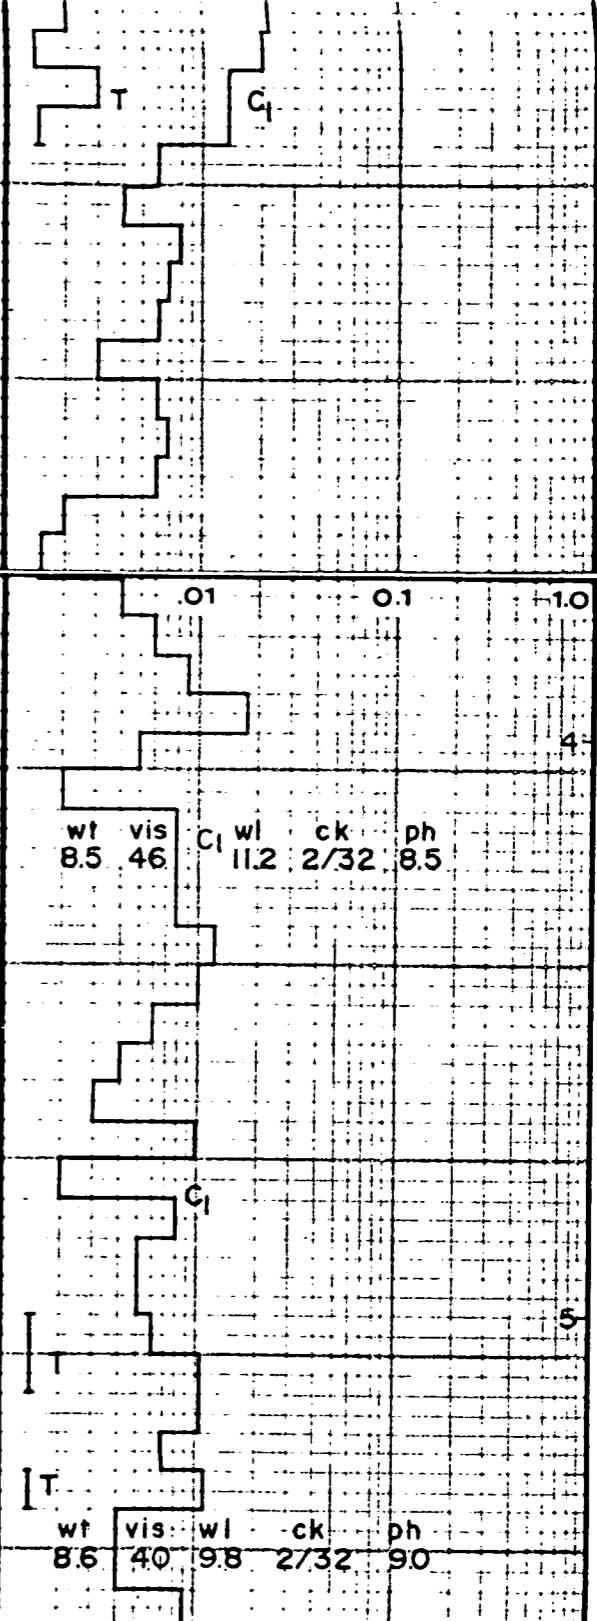 T C₁
.01 0.1 1.0
4
wt vis C₁ wl ck ph
8.5 46 11.2 2/32 8.5
C₁
5
T
T
wt vis wl ck ph
8.6 40 9.8 2/32 9.0